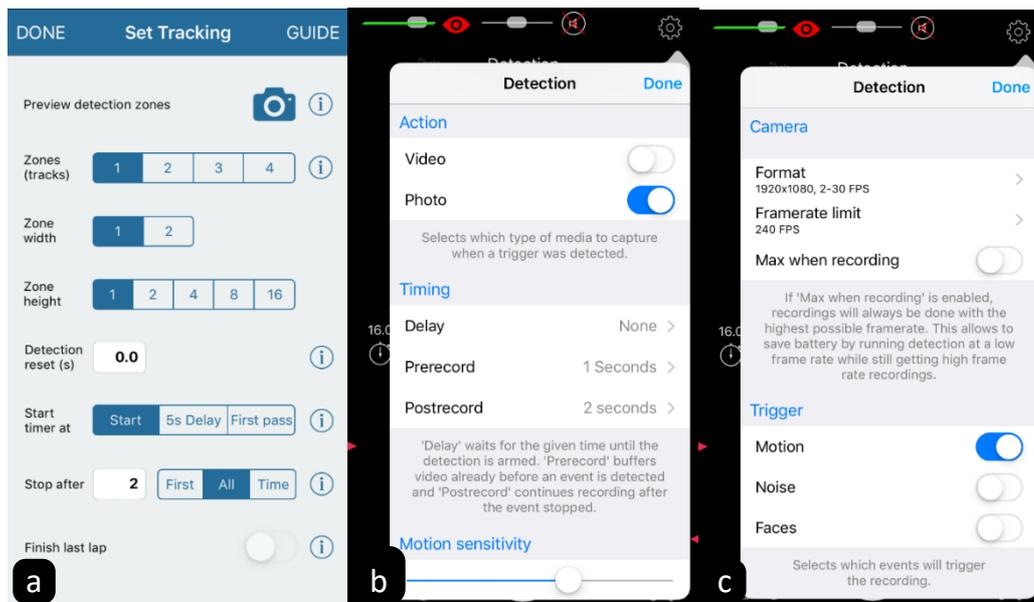 DONE Set Tracking GUIDE
Preview detection zones
Zones
(tracks)
1 2 3 4
Zone
width
1 2
Zone
height
1 2 4 8 16
Detection
reset (s)
0.0
Start
timer at
Start 5s Delay First pass
Stop after 2 First All Time
Finish last lap
a
Detection
Detection Done
Action
Video
Photo
Selects which type of media to capture
when a trigger was detected.
Timing
16.0
Delay None
Prerecord 1 Seconds
Postrecord 2 seconds
'Delay' waits for the given time until the
detection is armed. 'Prerecord' buffers
video already before an event is detected
and 'Postrecord' continues recording after
the event stopped.
Motion sensitivity
b
Detection Done
Camera
Format
1920x1080, 2-30 FPS
Framerate limit
240 FPS
Max when recording
If 'Max when recording' is enabled,
recordings will always be done with the
highest possible framerate. This allows to
save battery by running detection at a low
frame rate while still getting high frame
rate recordings.
16.0
Trigger
Motion
Noise
Faces
Selects which events will trigger
the recording.
c